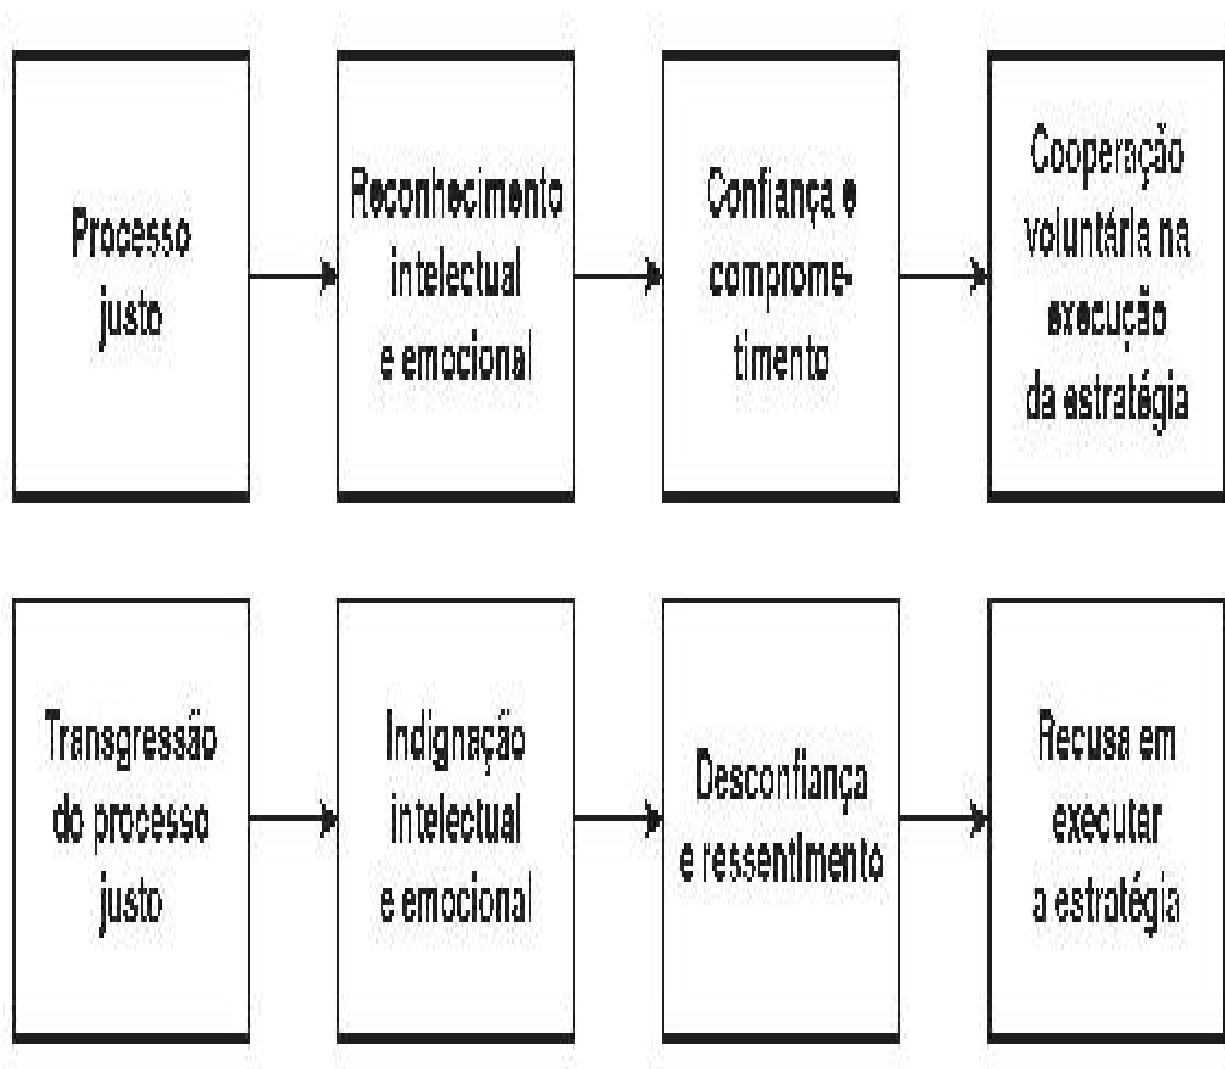 Processo
justo
Reconhecimento
intelectual
e emocional
Confiança e
comprome-
timento
Cooperação
voluntária na
execução
da estratégia
Transgressão
do processo
justo
Indignação
intelectual
e emocional
Desconfiança
e ressentimento
Recusa em
executar
a estratégia